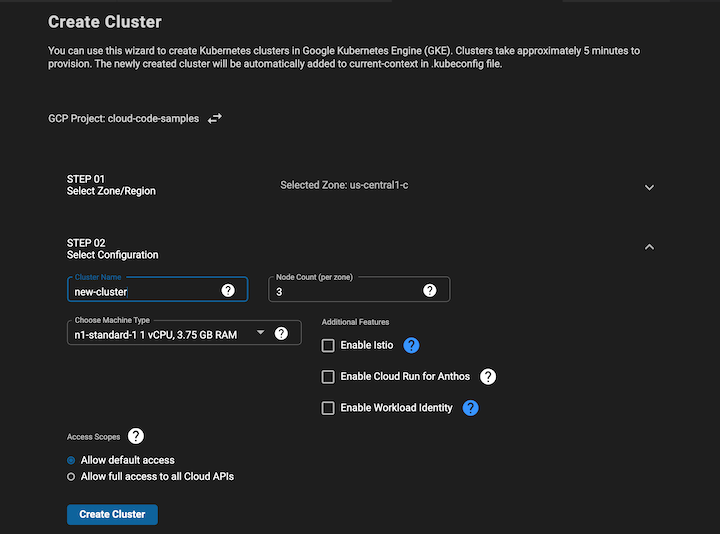 Create Cluster
You can use this wizard to create Kubernetes clusters in Google Kubernetes Engine (GKE). Clusters take approximately 5 minutes to
provision. The newly created cluster will be automatically added to current-context in .kubeconfig file.
GCP Project: cloud-code-samples
STEP 01
Select Zone/Region
Selected Zone: us-central1-c
STEP 02
Select Configuration
Cluster Name
new-cluster
?
Node Count (per zone)
3
?
Choose Machine Type
n1-standard-1 1 vCPU, 3.75 GB RAM
?
Additional Features
Enable Istio ?
Enable Cloud Run for Anthos ?
Enable Workload Identity ?
Access Scopes ?
Allow default access
Allow full access to all Cloud APIs
Create Cluster